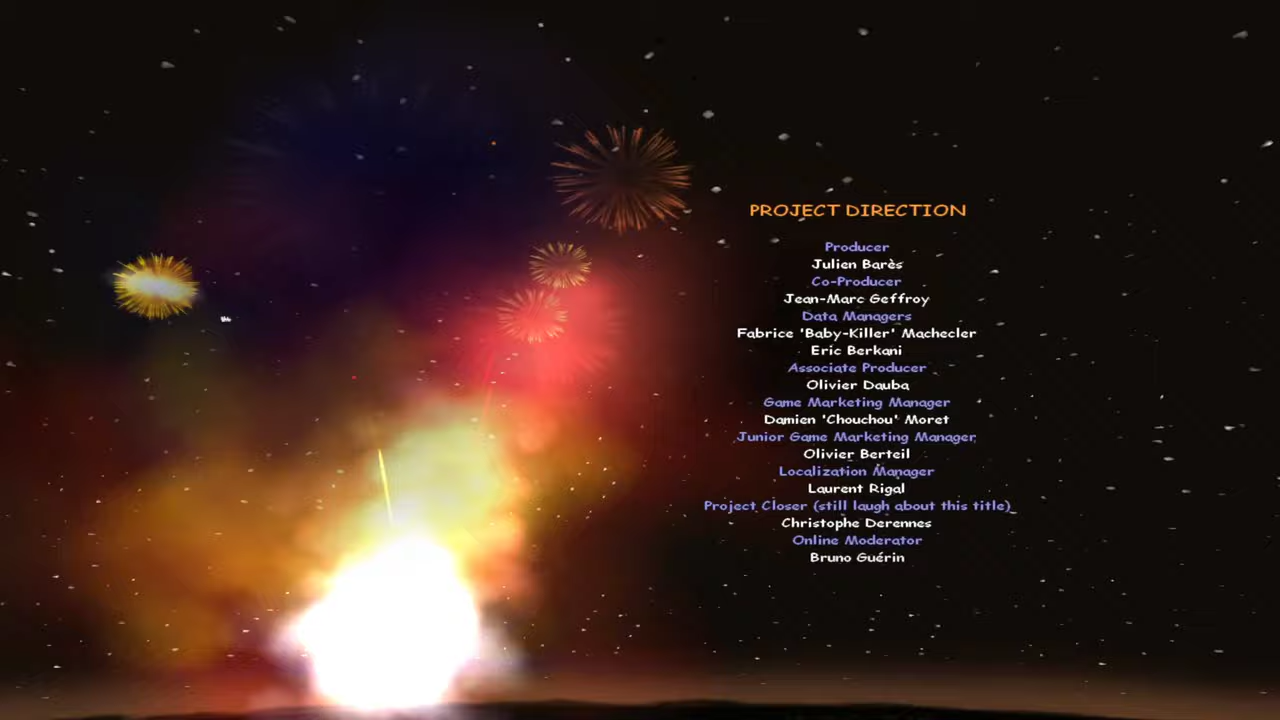 PROJECT DIRECTION
Producer
Julien Barès
Co-Producer
Jean-Marc Geffroy
Data Managers
Fabrice 'Baby-Killer' Machecler
Eric Berkani
Associate Producer
Olivier Dauba
Game Marketing Manager
Damien 'Chouchou' Moret
Junior Game Marketing Manager
Olivier Berteil
Localization Manager
Laurent Rigal
Project Closer (still laugh about this title)
Christophe Derennes
Online Moderator
Bruno Guérin